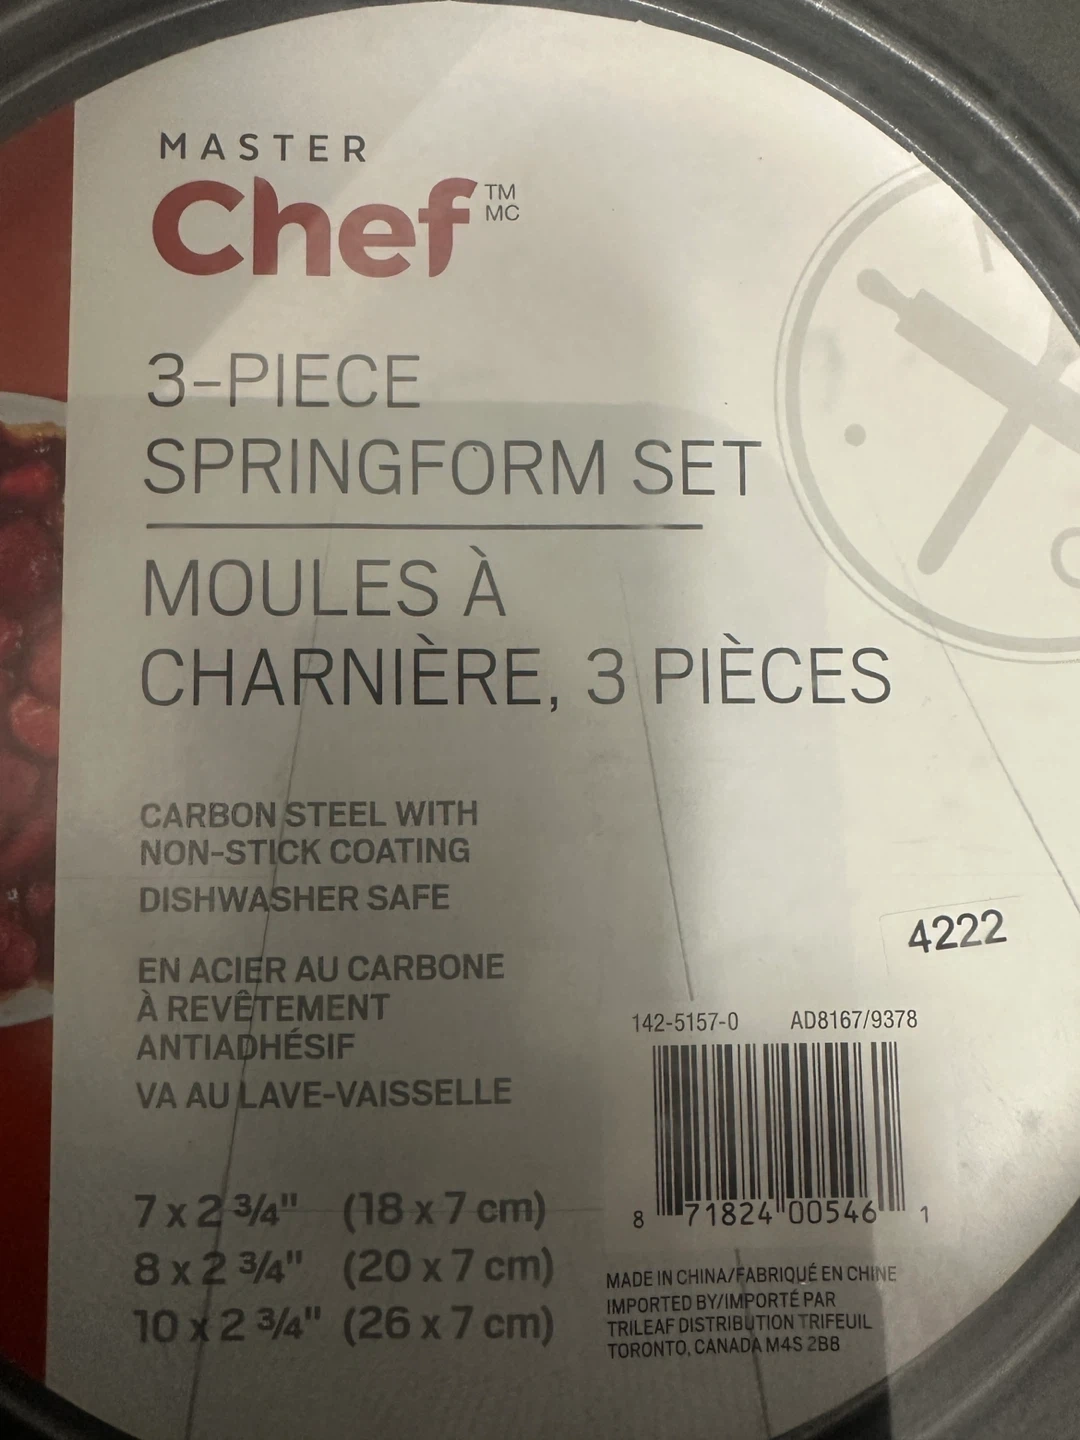 MASTER
Chef TM
MC
3-PIECE
SPRINGFORM SET
MOULES À
CHARNIÈRE, 3 PIÈCES
CARBON STEEL WITH
NON-STICK COATING
DISHWASHER SAFE
EN ACIER AU CARBONE
À REVÊTEMENT
ANTIADHÉSIF
VA AU LAVE-VAISSELLE
7 x 2 3/4" (18 x 7 cm)
8 x 2 3/4" (20 x 7 cm)
10 x 2 3/4" (26 x 7 cm)
4222
142-5157-0 AD8167/9378
8 71824 00546 1
MADE IN CHINA/FABRIQUÉ EN CHINE
IMPORTED BY/IMPORTÉ PAR
TRILEAF DISTRIBUTION TRIFEUIL
TORONTO, CANADA M4S 2B8